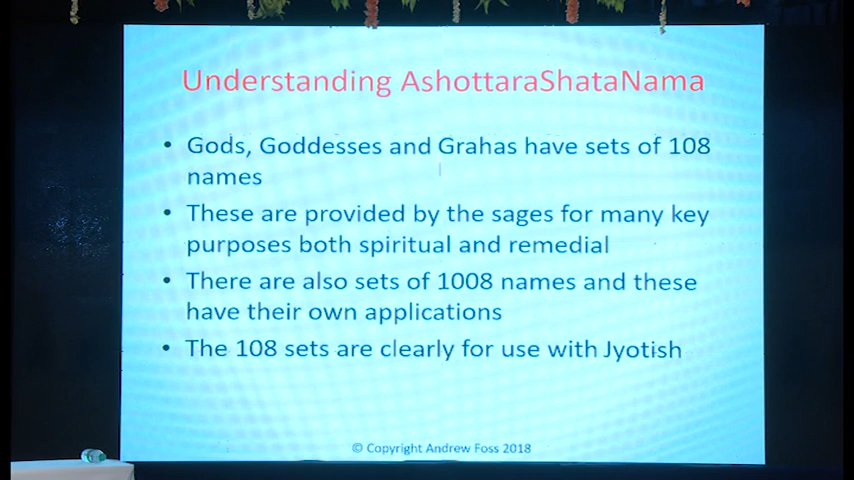 Understanding AshottaraShataNama
• Gods, Goddesses and Grahas have sets of 108
names
• These are provided by the sages for many key
purposes both spiritual and remedial
• There are also sets of 1008 names and these
have their own applications
• The 108 sets are clearly for use with Jyotish
© Copyright Andrew Foss 2018